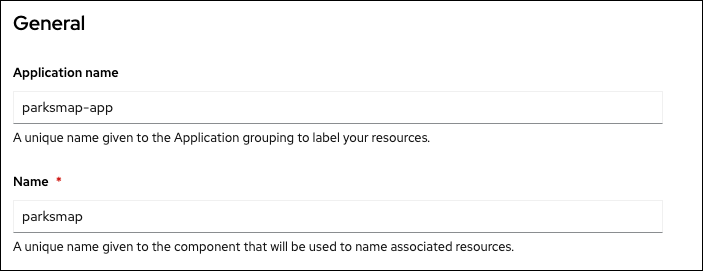 General
Application name
parksmap-app
A unique name given to the Application grouping to label your resources.
Name *
parksmap
A unique name given to the component that will be used to name associated resources.